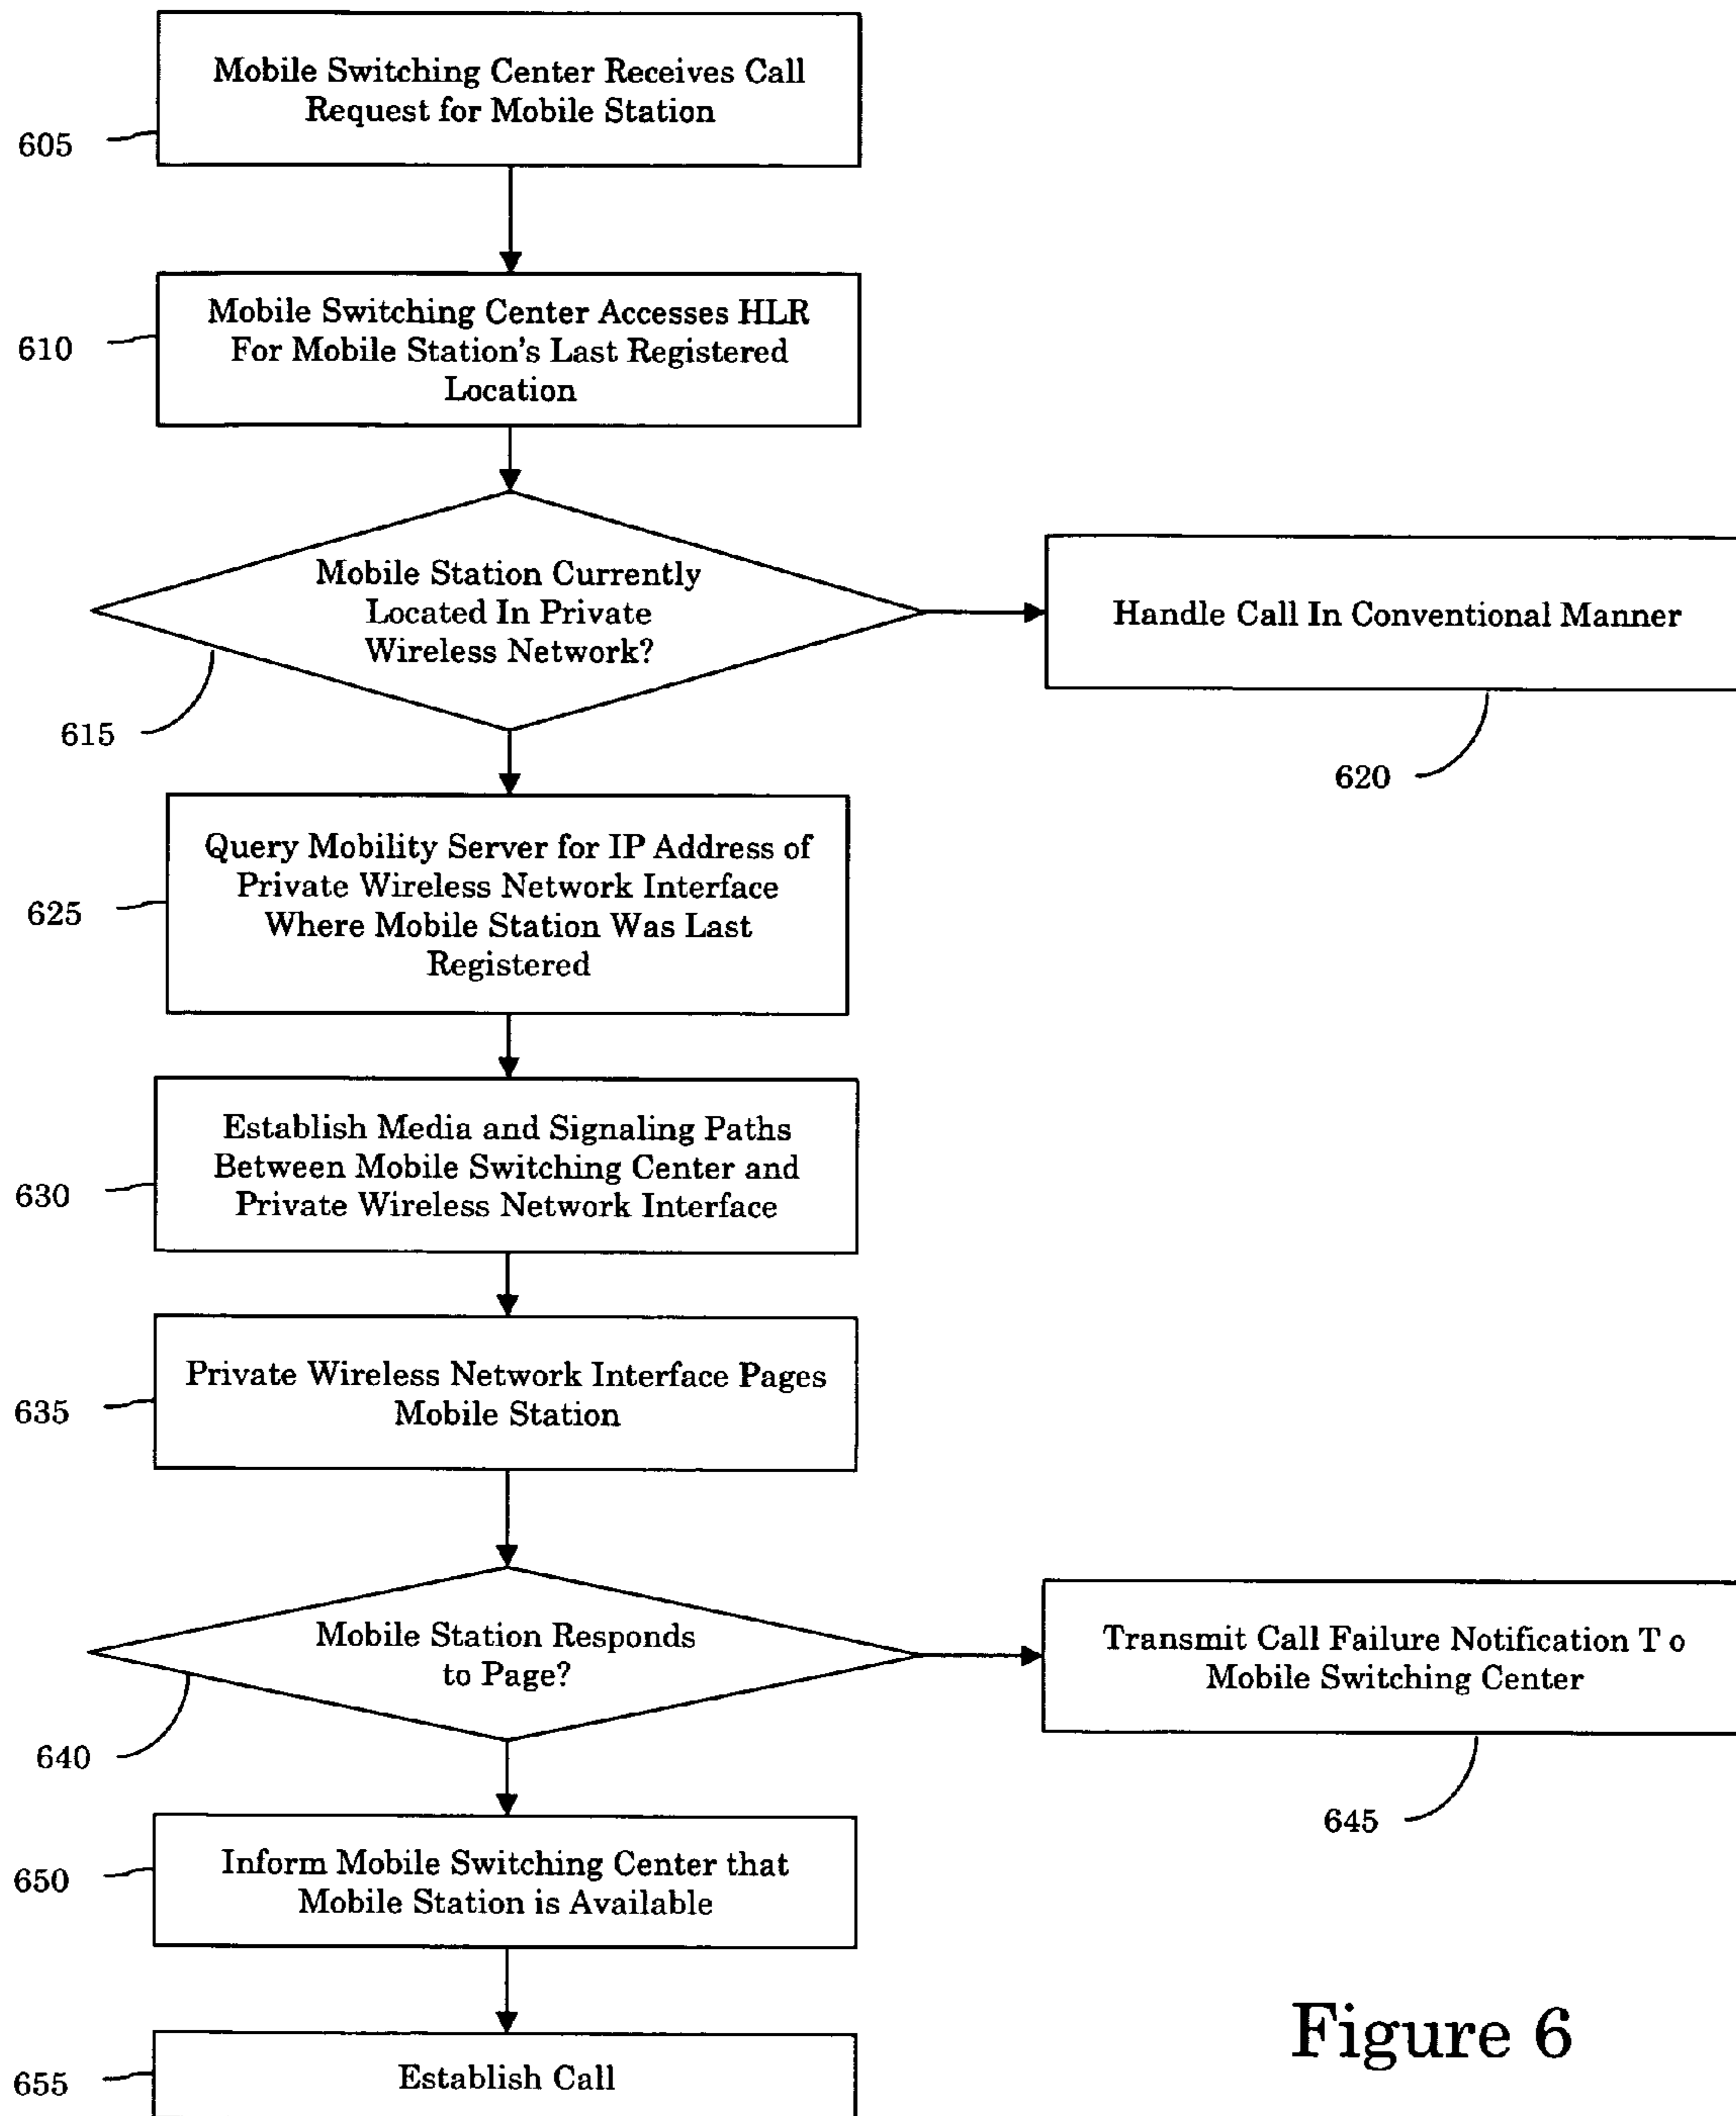 Mobile Switching Center Receives Call
Request for Mobile Station
605
Mobile Switching Center Accesses HLR
For Mobile Station's Last Registered
Location
610
Mobile Station Currently
Located In Private
Wireless Network?
615
Handle Call In Conventional Manner
620
Query Mobility Server for IP Address of
Private Wireless Network Interface
Where Mobile Station Was Last
Registered
625
Establish Media and Signaling Paths
Between Mobile Switching Center and
Private Wireless Network Interface
630
Private Wireless Network Interface Pages
Mobile Station
635
Mobile Station Responds
to Page?
640
Transmit Call Failure Notification T o
Mobile Switching Center
645
Inform Mobile Switching Center that
Mobile Station is Available
650
Establish Call
655
Figure 6